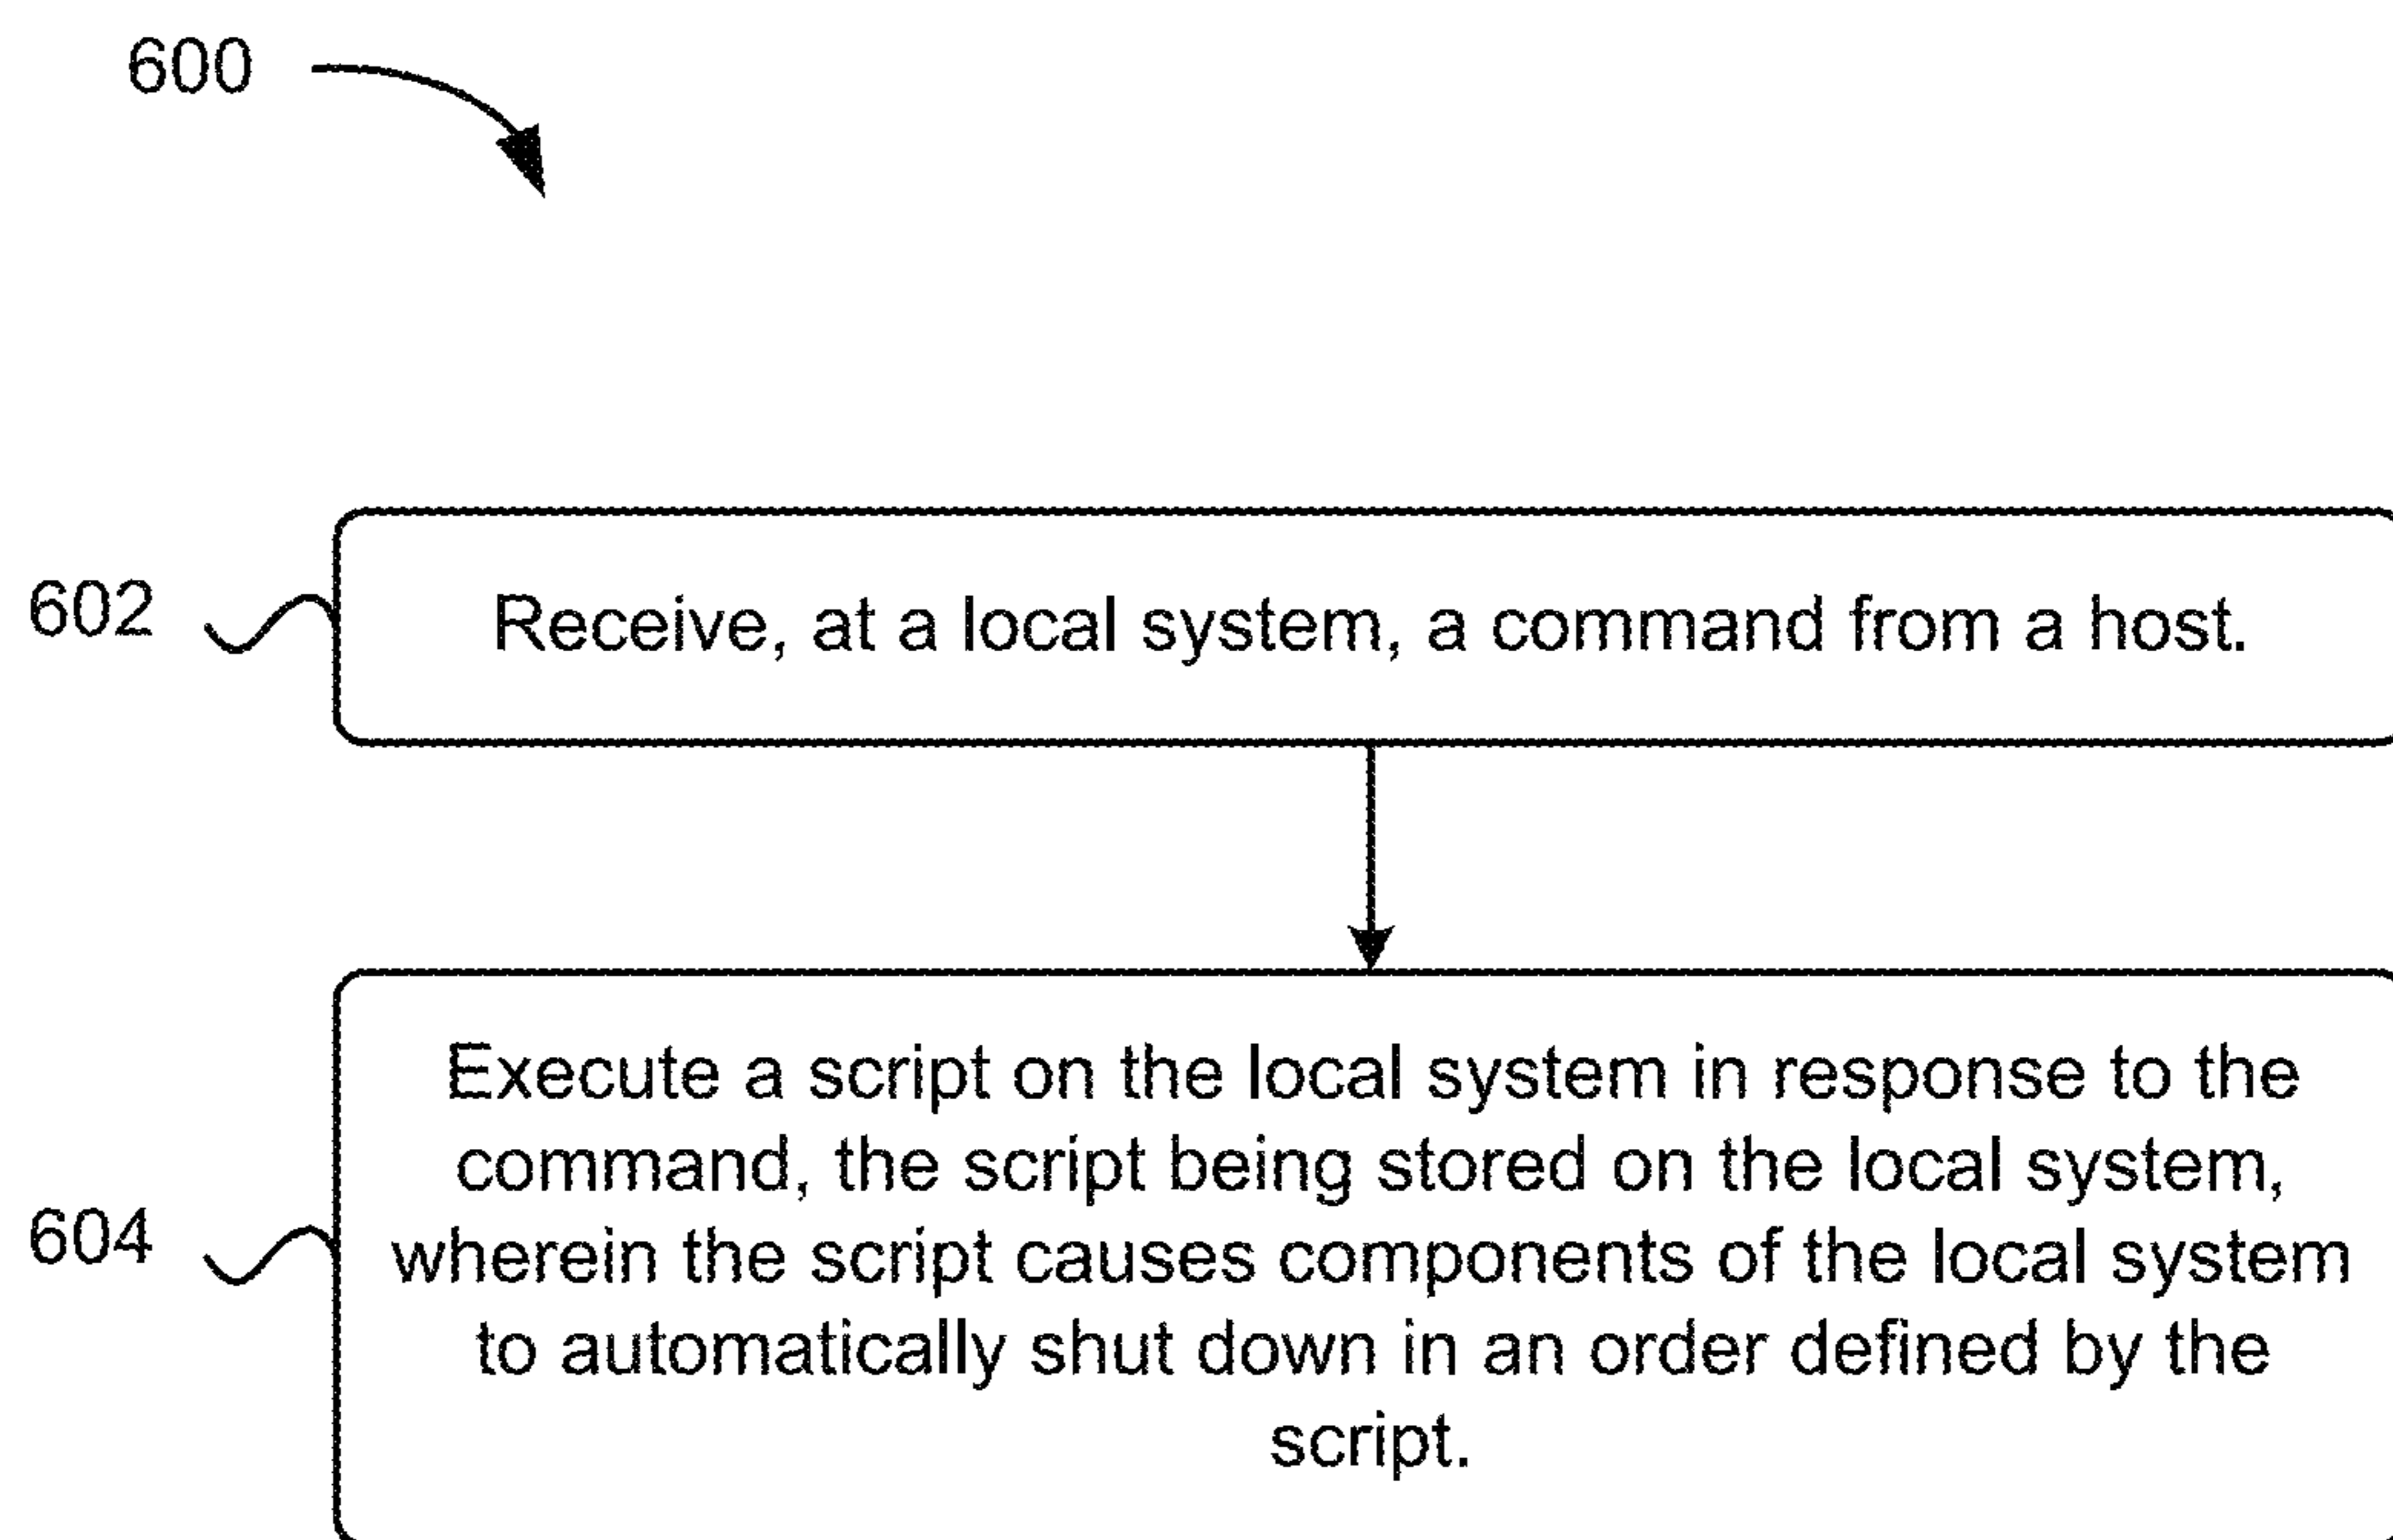 600
602
Receive, at a local system, a command from a host.
604
Execute a script on the local system in response to the
command, the script being stored on the local system,
wherein the script causes components of the local system
to automatically shut down in an order defined by the
script.